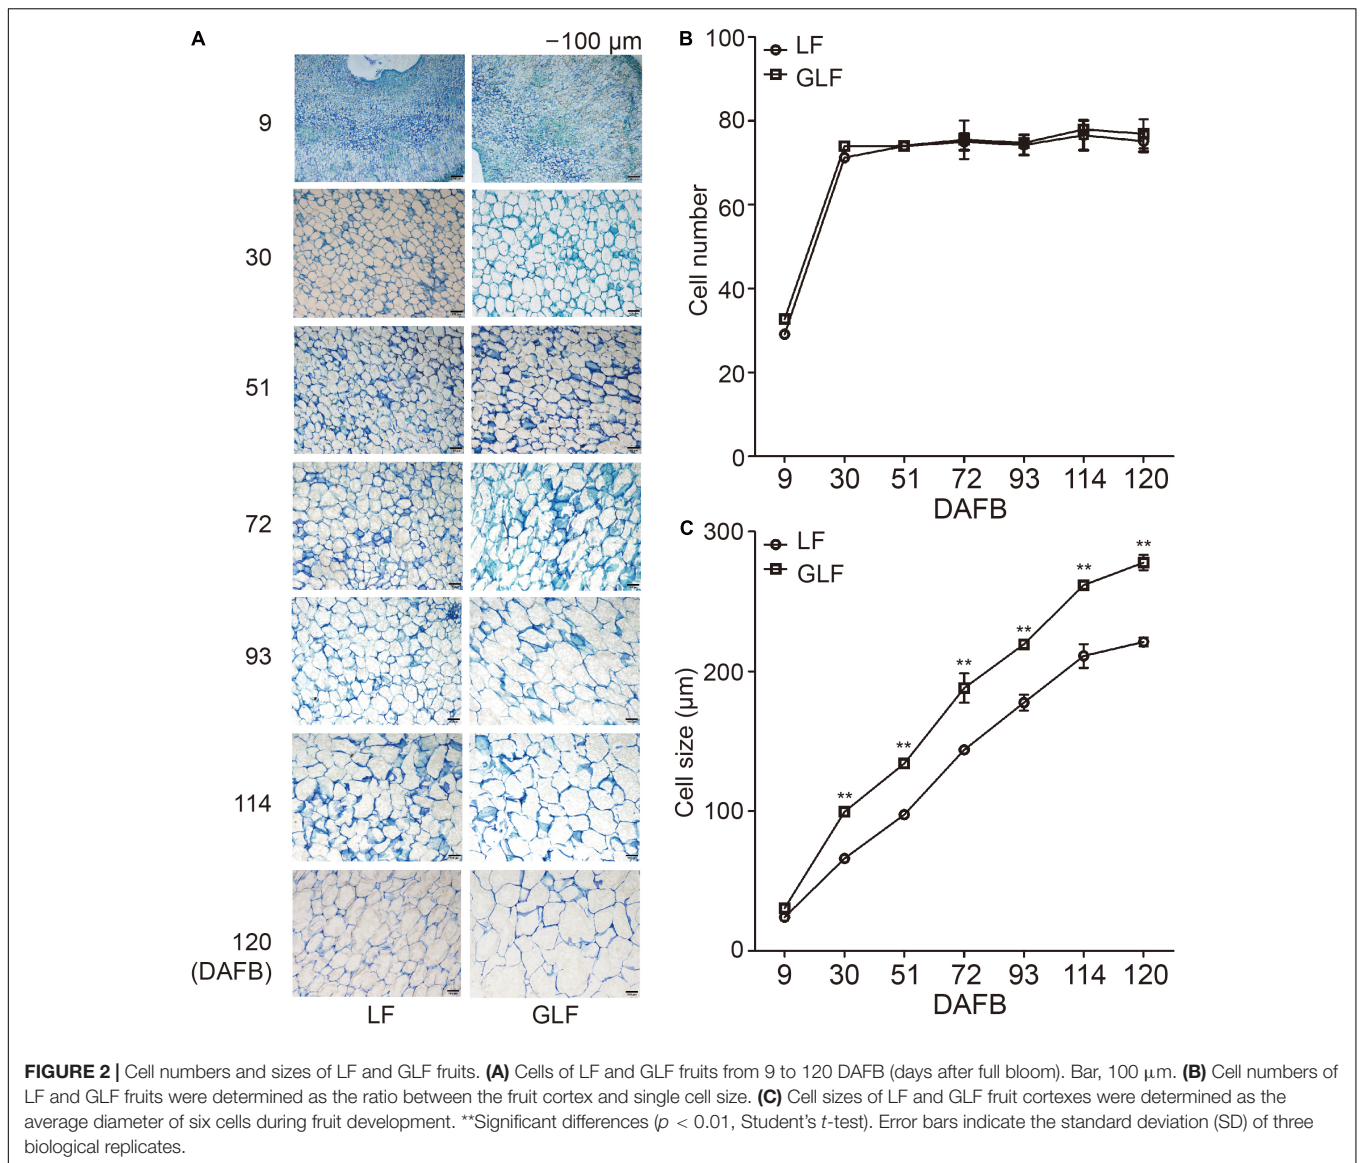 A
−100 μm
9
30
51
72
93
114
120
(DAFB)
LF
GLF
B
100
80
60
40
20
0
Cell number
LF
GLF
9 30 51 72 93 114 120
DAFB
C
300
200
100
0
Cell size (μm)
LF
GLF
**
**
**
**
**
**
9 30 51 72 93 114 120
DAFB
FIGURE 2 | Cell numbers and sizes of LF and GLF fruits. (A) Cells of LF and GLF fruits from 9 to 120 DAFB (days after full bloom). Bar, 100 μm. (B) Cell numbers of
LF and GLF fruits were determined as the ratio between the fruit cortex and single cell size. (C) Cell sizes of LF and GLF fruit cortexes were determined as the
average diameter of six cells during fruit development. **Significant differences (p < 0.01, Student's t-test). Error bars indicate the standard deviation (SD) of three
biological replicates.